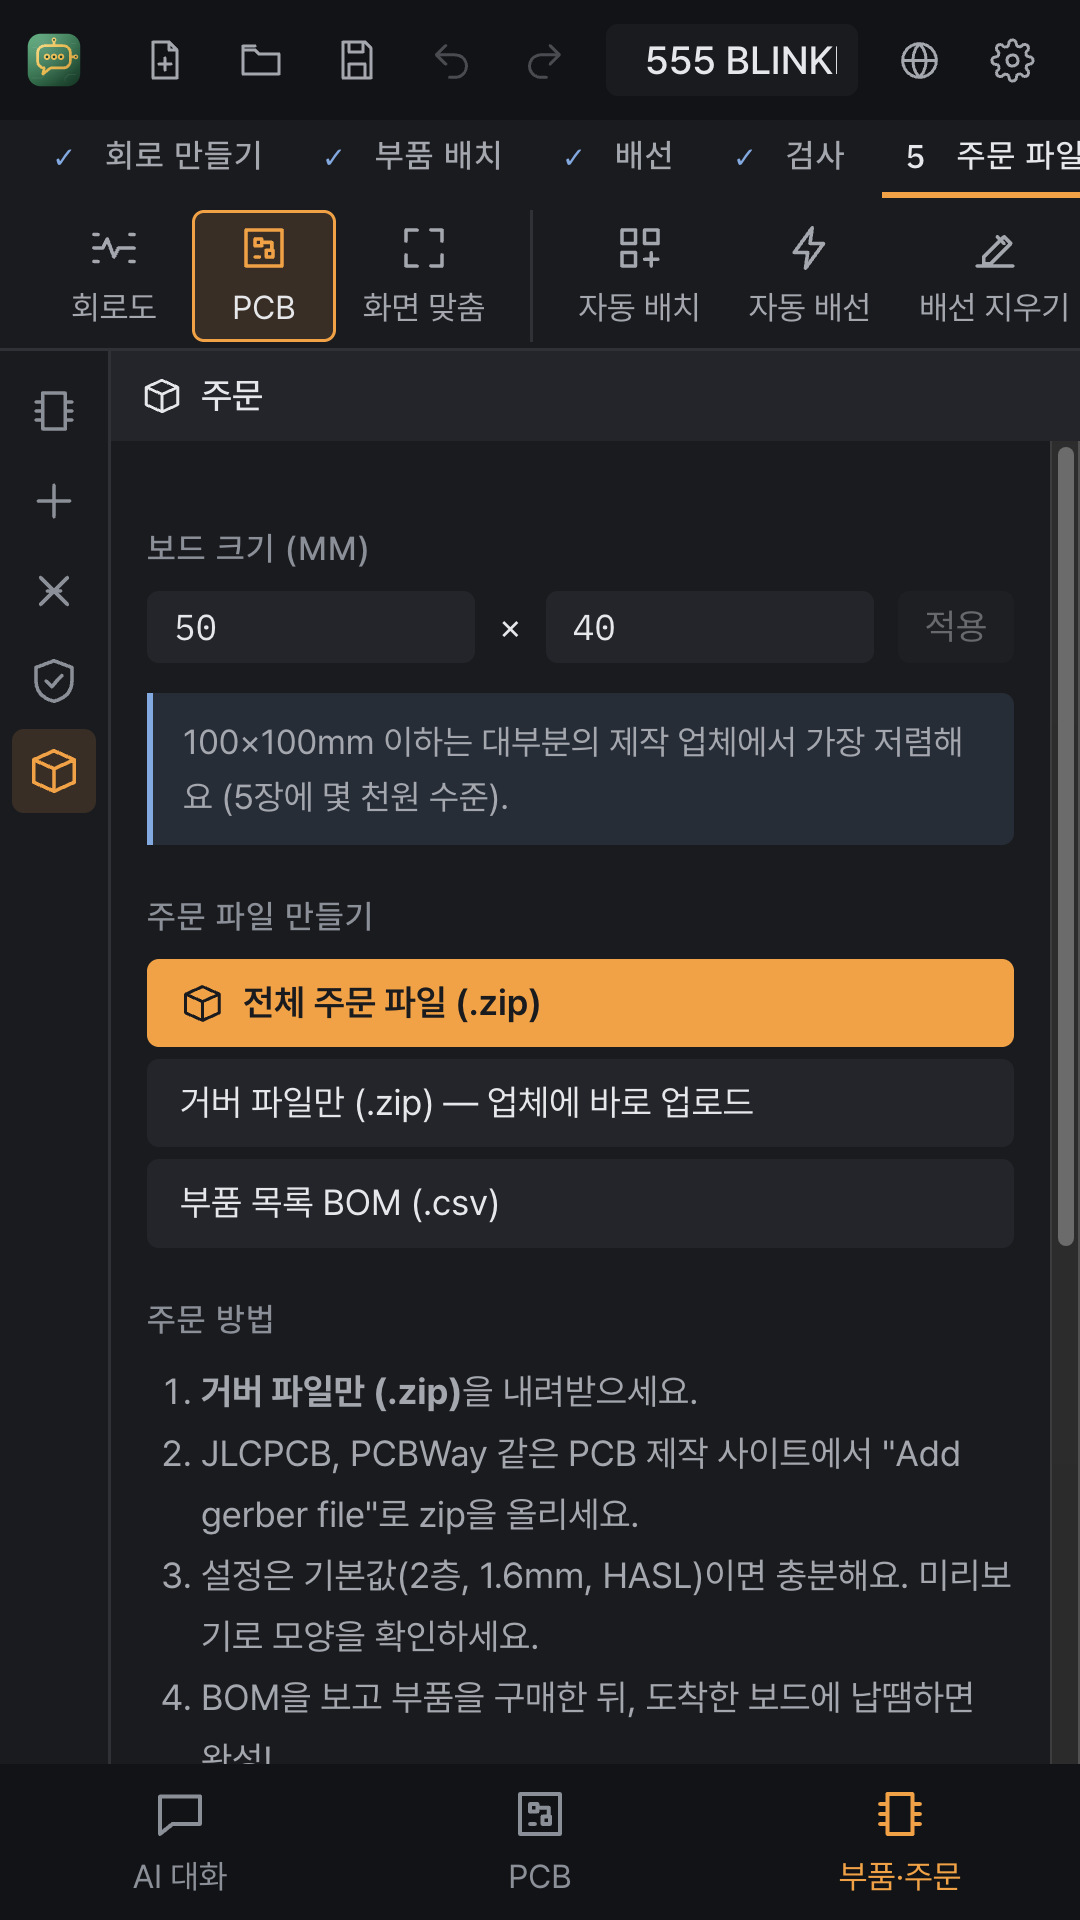 555 BLINK
✓ 회로 만들기 ✓ 부품 배치 ✓ 배선 ✓ 검사 5 주문 파일
회로도 PCB 화면 맞춤 자동 배치 자동 배선 배선 지우기
주문
보드 크기 (MM)
50 × 40 적용
100×100mm 이하는 대부분의 제작 업체에서 가장 저렴해
요 (5장에 몇 천원 수준).
주문 파일 만들기
전체 주문 파일 (.zip)
거버 파일만 (.zip) — 업체에 바로 업로드
부품 목록 BOM (.csv)
주문 방법
1. 거버 파일만 (.zip)을 내려받으세요.
2. JLCPCB, PCBWay 같은 PCB 제작 사이트에서 "Add
gerber file"로 zip을 올리세요.
3. 설정은 기본값(2층, 1.6mm, HASL)이면 충분해요. 미리보
기로 모양을 확인하세요.
4. BOM을 보고 부품을 구매한 뒤, 도착한 보드에 납땜하면
완성!
AI 대화 PCB 부품·주문